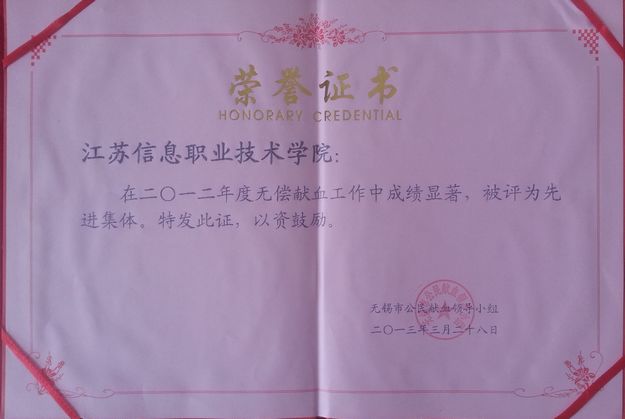 荣誉证书
HONORARY CREDENTIAL
江苏信息职业技术学院：
在二〇一二年度无偿献血工作中成绩显著，被评为先
进集体。特发此证，以资鼓励。
无锡市公民献血领导小组
二〇一三年三月二十八日